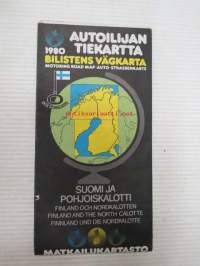 AUTOILIJAN
TIEKARTTA
1980
BILISTENS VÄGKARTA
MOTORING ROAD MAP AUTO-STRASSENKARTE
SUOMI JA
POHJOISKALOTTI
FINLAND OCH NORDKALOTTEN
FINLAND AND THE NORTH CALOTTE
FINNLAND UND DIE NORDKALOTTE
MATKAILUKARTASTO